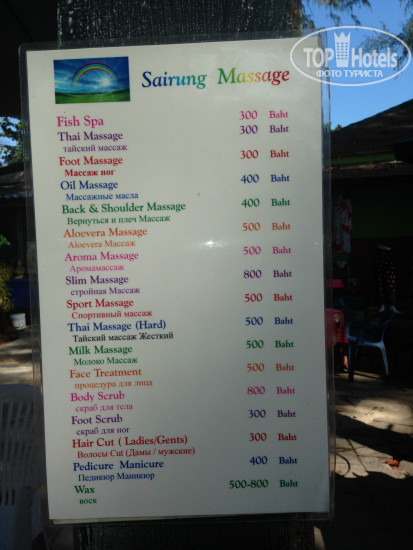 TOP Hotels
ФОТО ТУРИСТА
Sairung Massage
Fish Spa 300 Baht
Thai Massage 300 Baht
тайский массаж
Foot Massage 300 Baht
Массаж ног
Oil Massage 400 Baht
Массажные масла
Back & Shoulder Massage 400 Baht
Вернуться и плеч Массаж
Aloevera Massage 500 Baht
Aloevera Массаж
Aroma Massage 500 Baht
Аромамассаж
Slim Massage 800 Baht
стройная Массаж
Sport Massage 500 Baht
Спортивный массаж
Thai Massage (Hard) 500 Baht
Тайский массаж Жесткий
Milk Massage 500 Baht
Молоко Массаж
Face Treatment 500 Baht
процедура для лица
Body Scrub 800 Baht
скраб для тела
Foot Scrub 300 Baht
скраб для ног
Hair Cut ( Ladies/Gents) 300 Baht
Волосы Cut (Дамы / мужские)
Pedicure Manicure 400 Baht
Педикюр Маникюр
Wax 500-800 Baht
воск